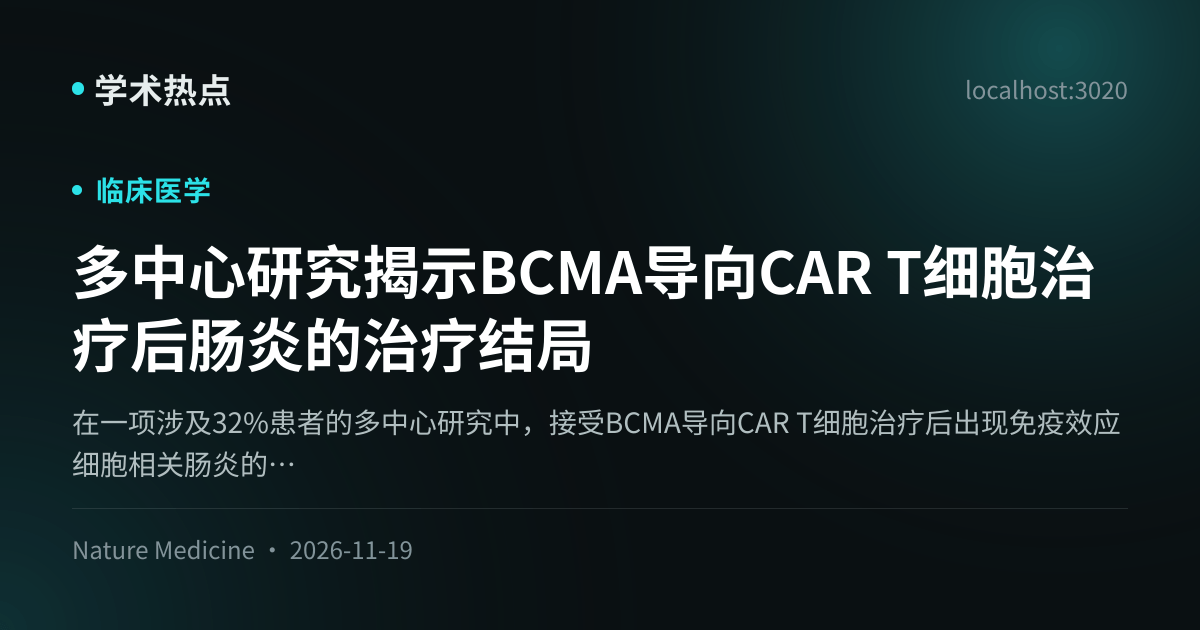 学术热点
localhost:3020
临床医学
多中心研究揭示BCMA导向CAR T细胞治
疗后肠炎的治疗结局
在一项涉及32%患者的多中心研究中，接受BCMA导向CAR T细胞治疗后出现免疫效应
细胞相关肠炎的…
Nature Medicine · 2026-11-19